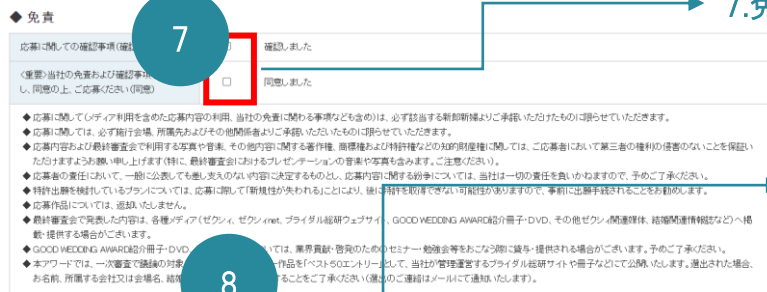 ◆ 免責
7.免
7
応募に関しての確認事項(確認
確認しました
<重要>当社の免責および確認事項
し、同意の上、ご応募ください(同意)
同意しました
◆応募に関して(メディア利用を含めた応募内容の利用、当社の免責に関わる事項なども含め)は、必ず該当する新郎新婦よりご承諾いただけたものに限らせていただきます。
◆応募に関しては、必ず施行会場、所属先およびその他関係者よりご承諾いただいたものに限らせていただきます。
◆応募内容および最終審査会で利用する写真や音楽、その他内容に関する著作権、商標権および特許権などの知的財産権に関しては、ご応募者において第三者の権利の侵害のないことを保証い
ただけますようお願い申し上げます(特に、最終審査会におけるプレゼンテーションの音楽や写真も含みます。ご注意ください)。
◆応募者の責任において、一般に公表しても差し支えのない内容に決定するものとし、応募内容に関する紛争については、当社は一切の責任を負いかねますので、予めご了承ください。
◆特許出願を検討しているプランについては、応募に際して「新規性が失われる」ことにより、後に特許を取得できない可能性がありますので、事前に出願手続されることをお勧めします。
◆応募作品については、返却いたしません。
◆最終審査会で発表した内容は、各種メディア(ゼクシィ、ゼクシィnet、ブライダル総研ウェブサイト、GOOD WEDDING AWARD紹介冊子・DVD、その他ゼクシィ関連媒体、結婚関連情報誌など)へ掲
載・提供する場合がございます。
◆GOOD WEDDING AWARD紹介冊子・DVD、 いては、業界貢献・啓発のためのセミナー・勉強会等をおこなう際に貸与・提供される場合がございます。予めご了承ください。
◆本アワードでは、一次審査で議論の対象 ー作品を「ベスト50エントリー」として、当社が管理運営するブライダル総研サイトや冊子などにて公開いたします。選出された場合、
お名前、所属する会社又は会場名、結婚 することをご了承ください(選出のご連絡はメールにて通知いたします)。
8